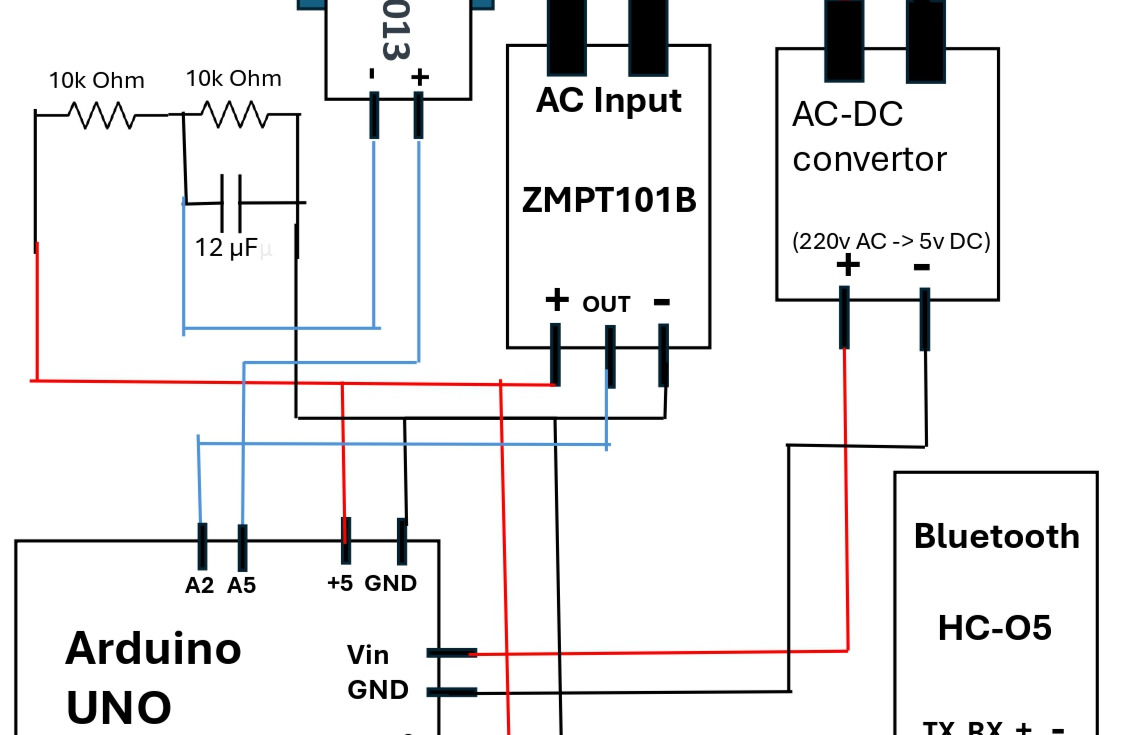 013
- +
10k Ohm
10k Ohm
12 µFµ
AC Input
ZMPT101B
+ OUT -
AC-DC
convertor
(220v AC -> 5v DC)
+ -
A2 A5 +5 GND
Arduino
UNO
Vin
GND
Bluetooth
HC-O5
TX RX + -